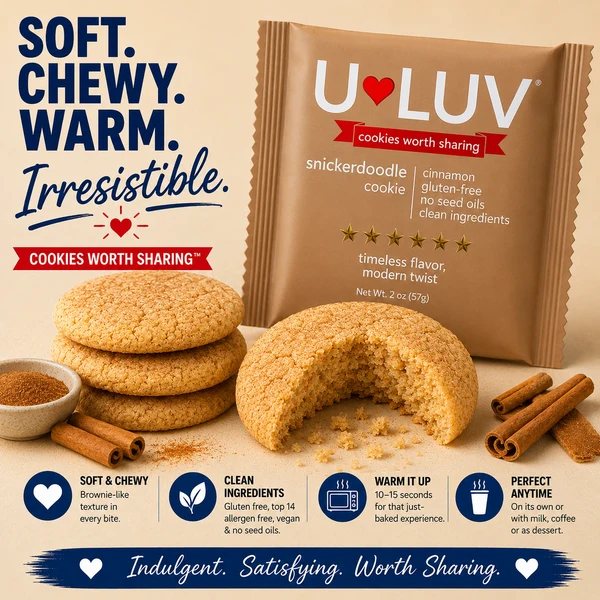 SOFT.
CHEWY.
WARM.
Irresistible.
COOKIES WORTH SHARING™
U LUV®
cookies worth sharing
snickerdoodle
cookie
cinnamon
gluten-free
no seed oils
clean ingredients
timeless flavor,
modern twist
Net Wt. 2 oz (57g)
SOFT & CHEWY
Brownie-like
texture in
every bite.
CLEAN
INGREDIENTS
Gluten free, top 14
allergen free, vegan
& no seed oils.
WARM IT UP
10–15 seconds
for that just-
baked experience.
PERFECT
ANYTIME
On its own or
with milk, coffee
or as dessert.
Indulgent. Satisfying. Worth Sharing.